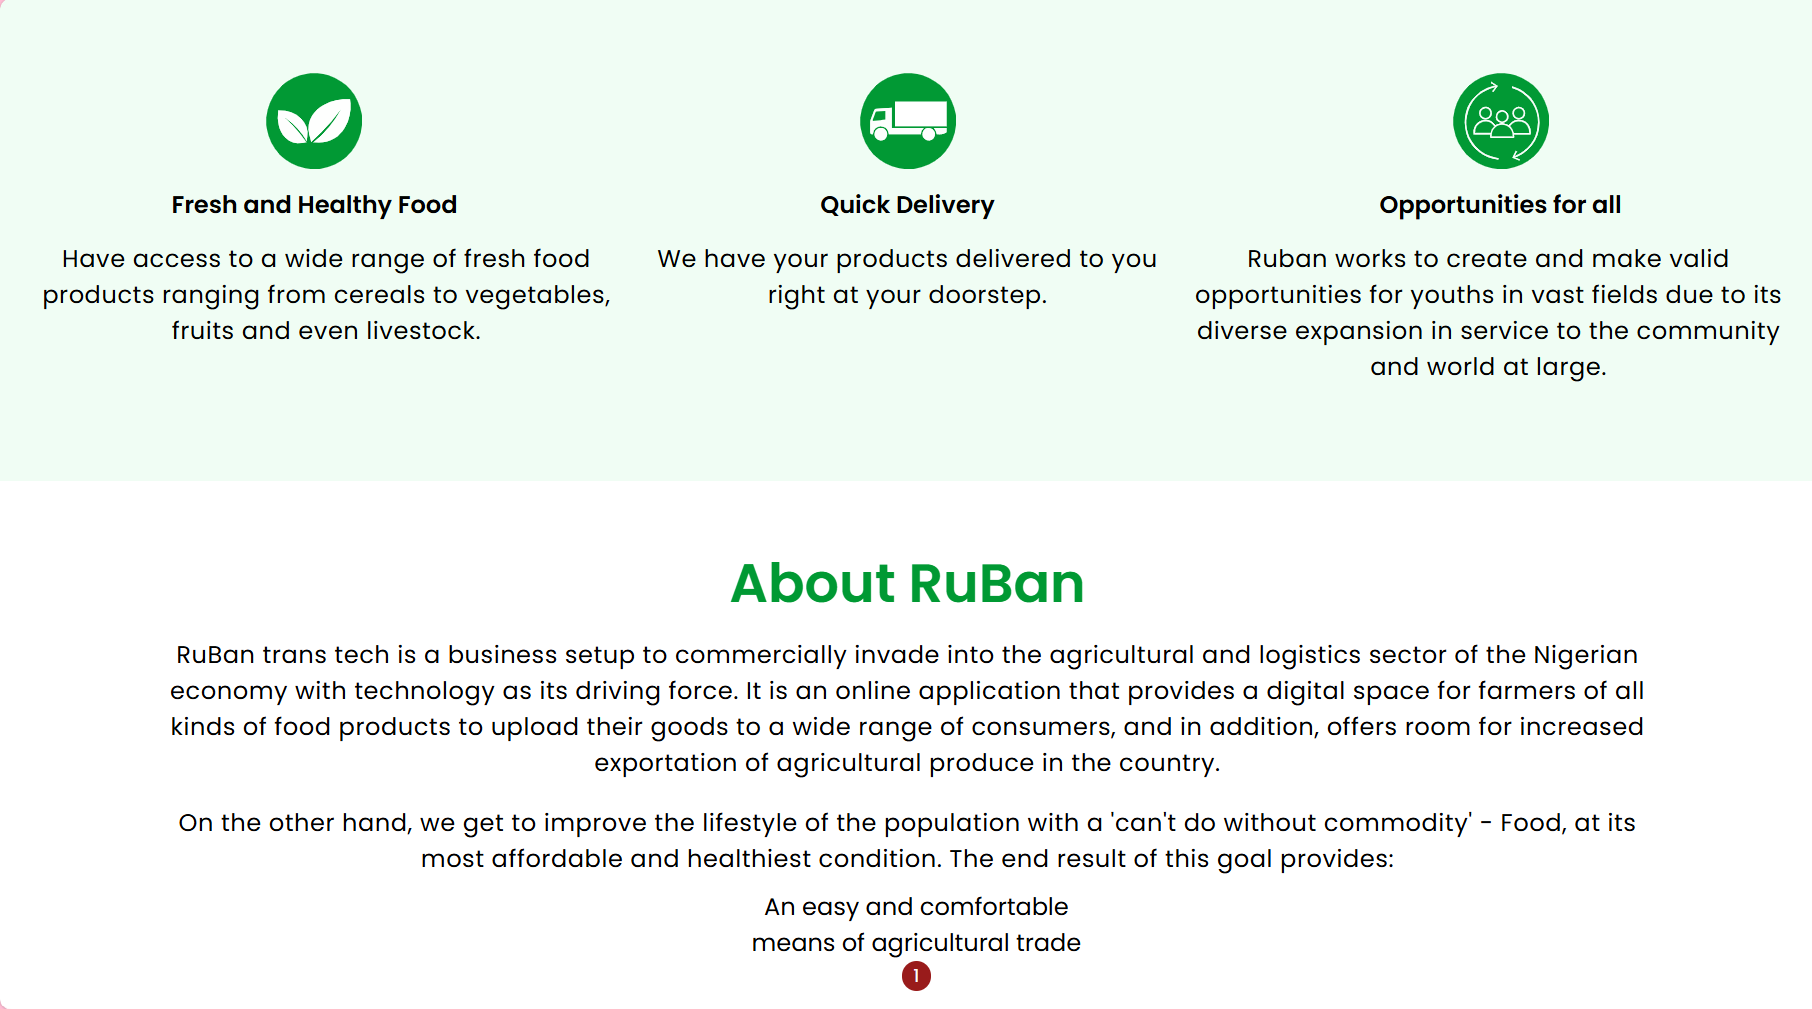 Fresh and Healthy Food
Have access to a wide range of fresh food
products ranging from cereals to vegetables,
fruits and even livestock.
Quick Delivery
We have your products delivered to you
right at your doorstep.
Opportunities for all
Ruban works to create and make valid
opportunities for youths in vast fields due to its
diverse expansion in service to the community
and world at large.
About RuBan
RuBan trans tech is a business setup to commercially invade into the agricultural and logistics sector of the Nigerian
economy with technology as its driving force. It is an online application that provides a digital space for farmers of all
kinds of food products to upload their goods to a wide range of consumers, and in addition, offers room for increased
exportation of agricultural produce in the country.
On the other hand, we get to improve the lifestyle of the population with a 'can't do without commodity' - Food, at its
most affordable and healthiest condition. The end result of this goal provides:
An easy and comfortable
means of agricultural trade
1